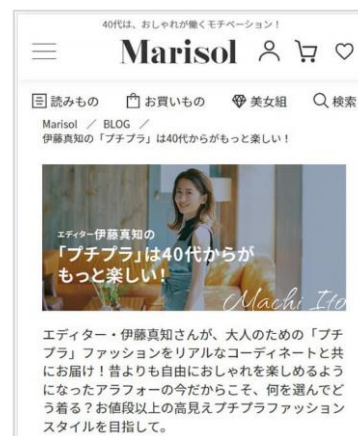 40代は、おしゃれが働くモチベーション！
Marisol
読みもの お買いもの 美女組 検索
Marisol ／ BLOG ／
伊藤真知の「プチプラ」は40代からがもっと楽しい！
エディター伊藤真知の
「プチプラ」は40代からが
もっと楽しい！
Machi Ito
エディター・伊藤真知さんが、大人のための「プチ
プラ」ファッションをリアルなコーディネートと共
にお届け！昔よりも自由におしゃれを楽しめるよう
になったアラフォーの今だからこそ、何を選んでど
う着る？お値段以上の高見えプチプラファッション
スタイルを目指して。